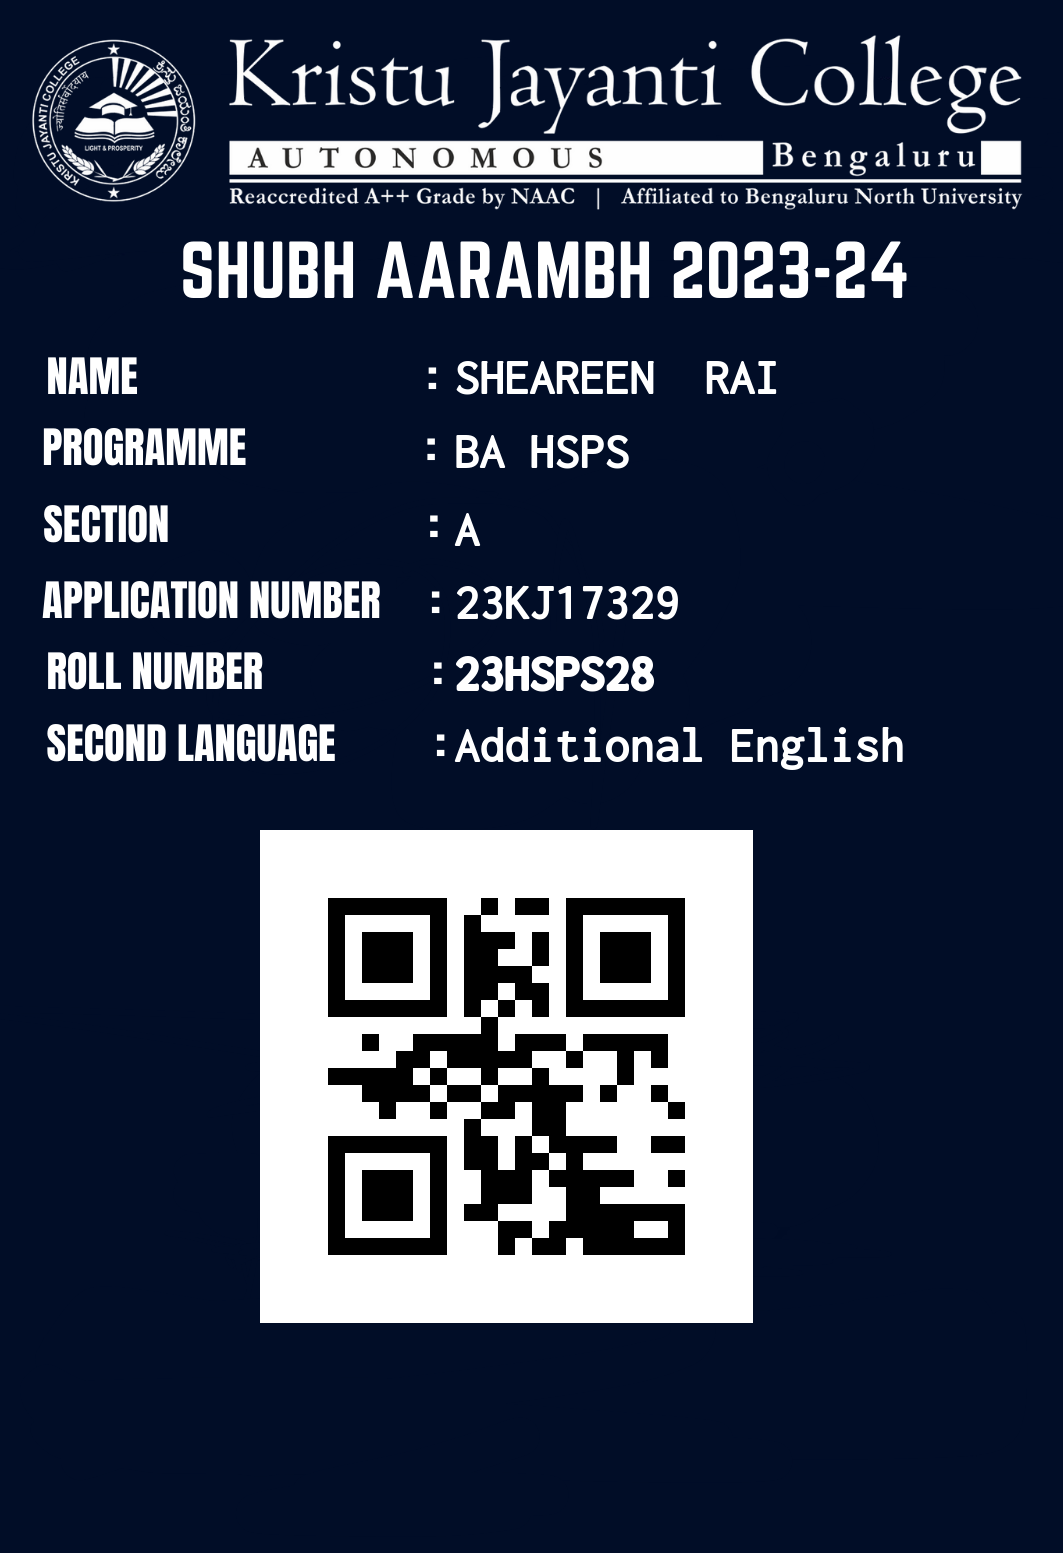 Kristu Jayanti College
AUTONOMOUS Bengaluru
Reaccredited A++ Grade by NAAC | Affiliated to Bengaluru North University
KRISTU JAYANTI COLLEGE
LIGHT & PROSPERITY
SHUBH AARAMBH 2023-24
NAME : SHEAREEN RAI
PROGRAMME : BA HSPS
SECTION : A
APPLICATION NUMBER : 23KJ17329
ROLL NUMBER : 23HSPS28
SECOND LANGUAGE :Additional English